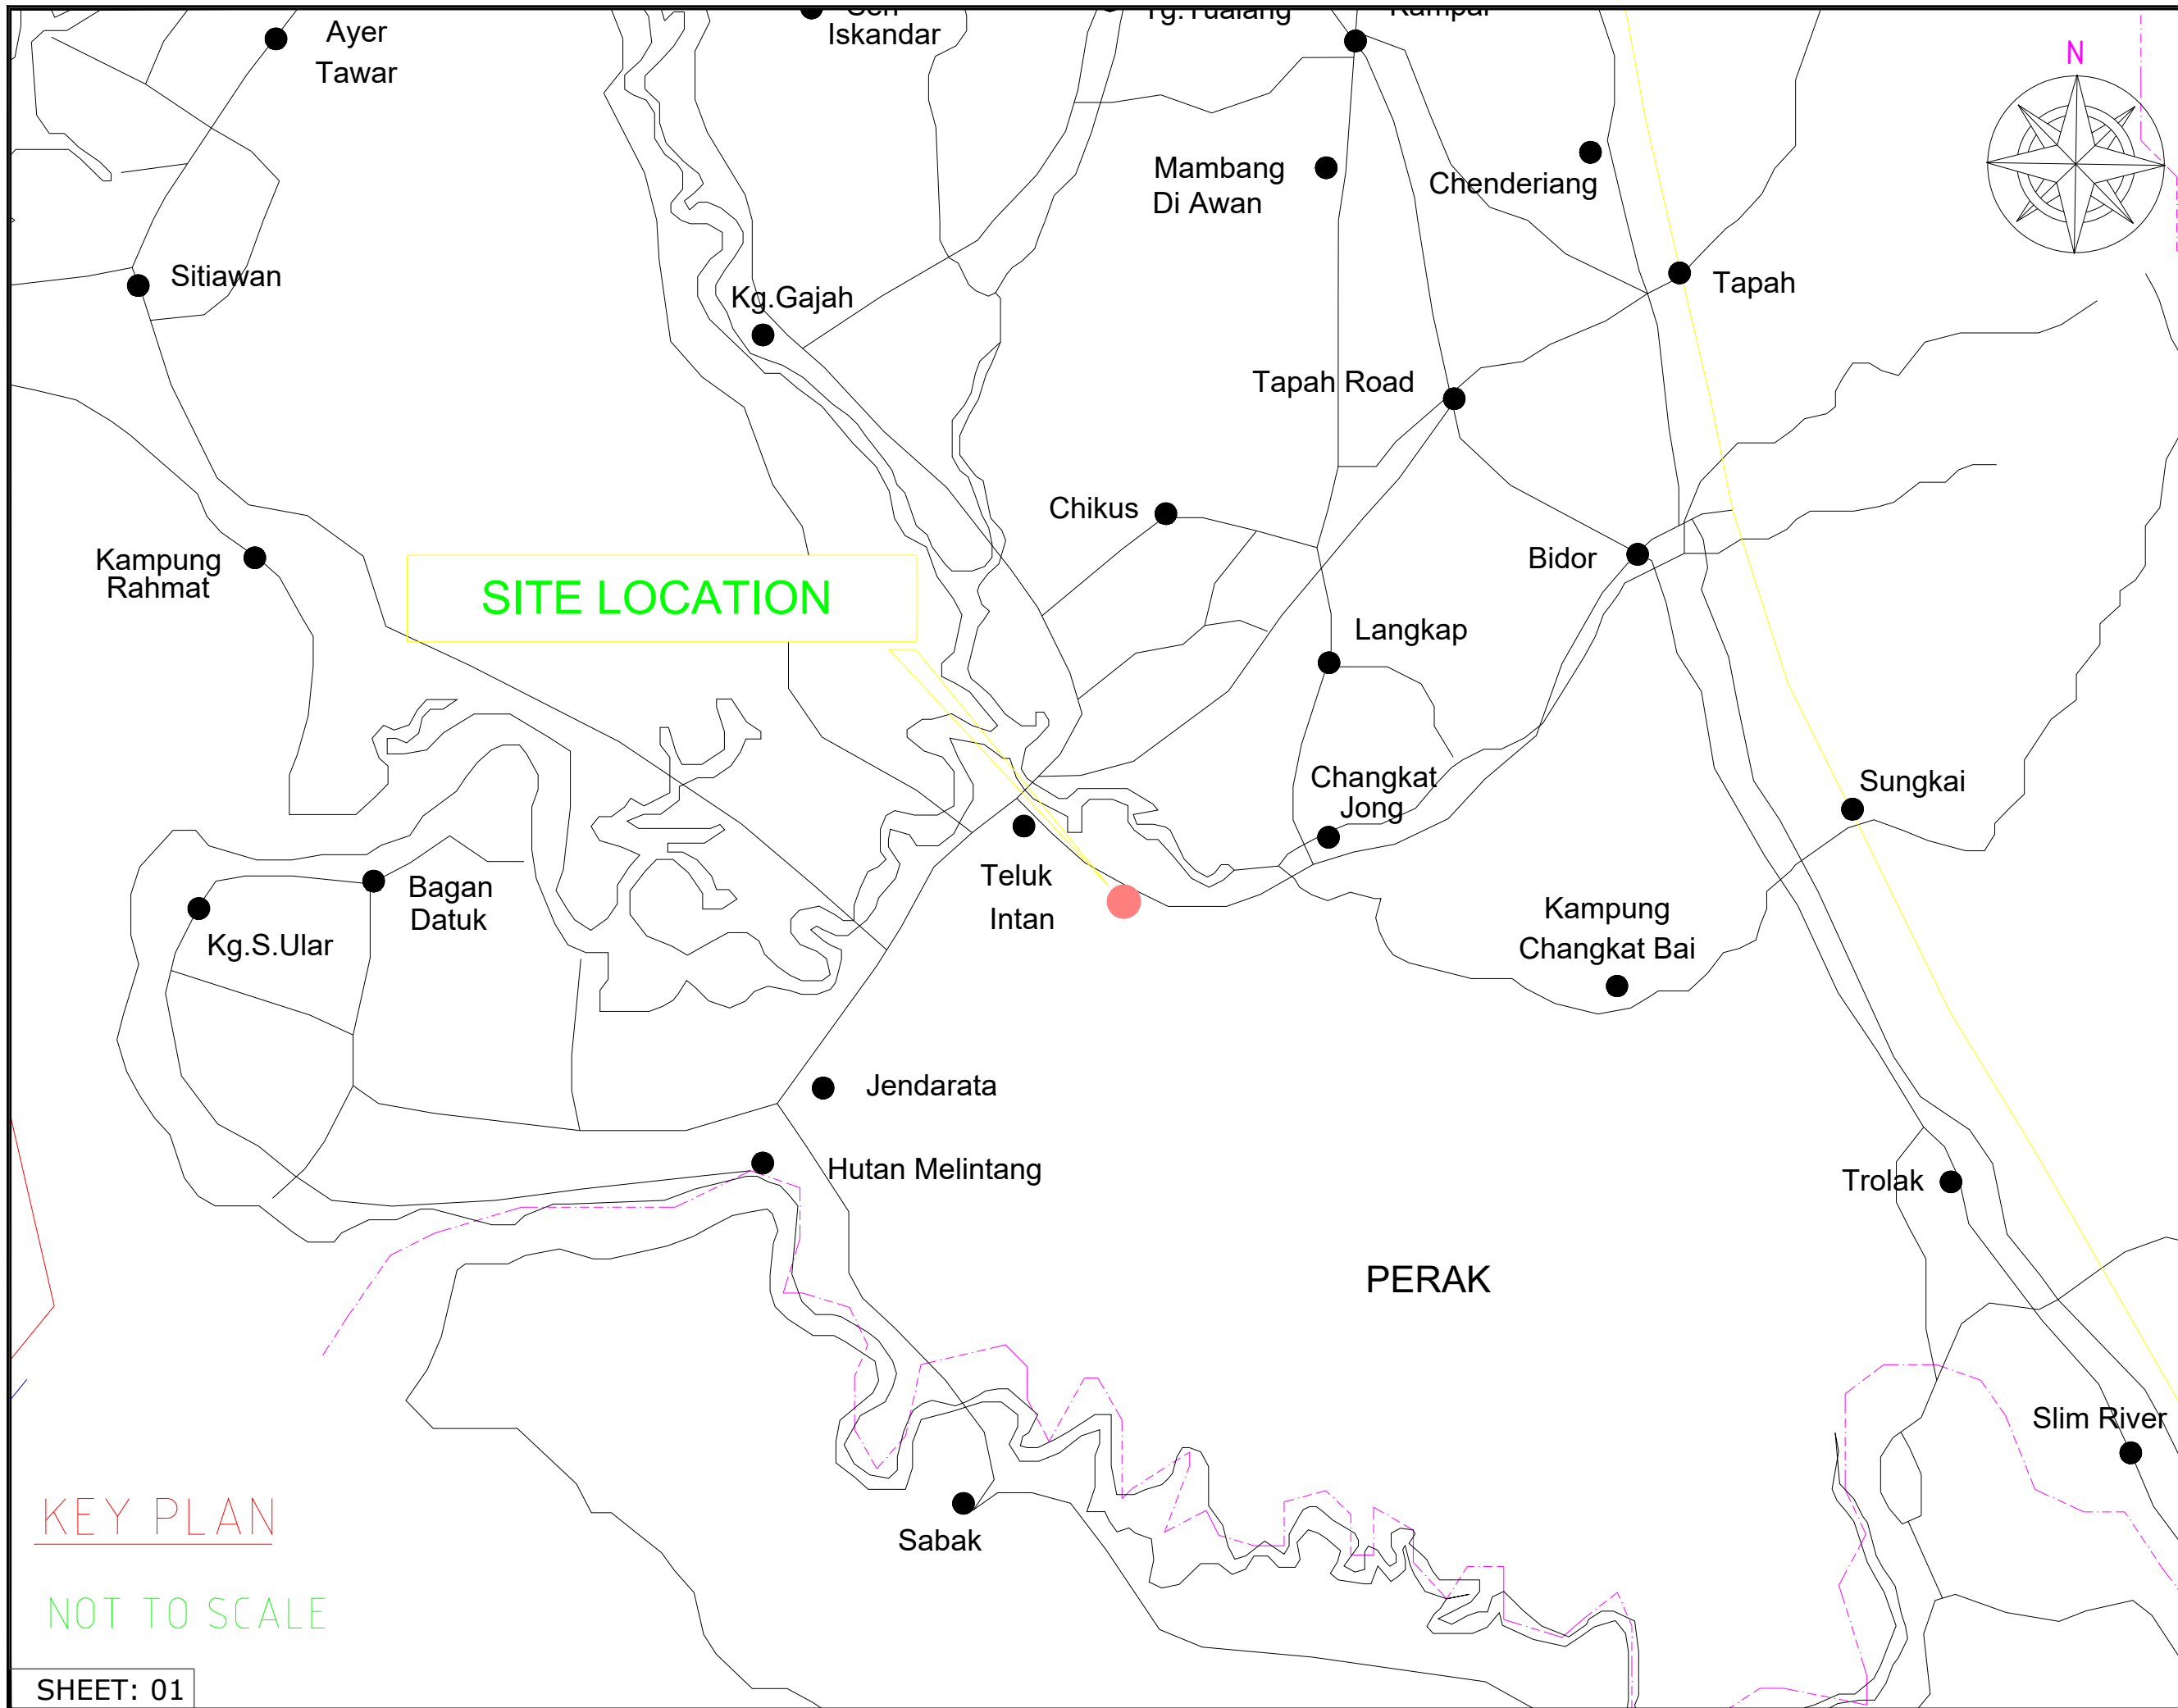 Iskandar
Ayer
Tawar
N
Mambang
Di Awan
Chenderiang
Sitiawan
Kg.Gajah
Tapah
Tapah Road
Chikus
Kampung
Rahmat
Bidor
SITE LOCATION
Langkap
Changkat
Jong
Sungkai
Teluk
Intan
Bagan
Datuk
Kg.S.Ular
Kampung
Changkat Bai
Jendarata
Hutan Melintang
Trolak
PERAK
Slim River
KEY PLAN
Sabak
NOT TO SCALE
SHEET: 01